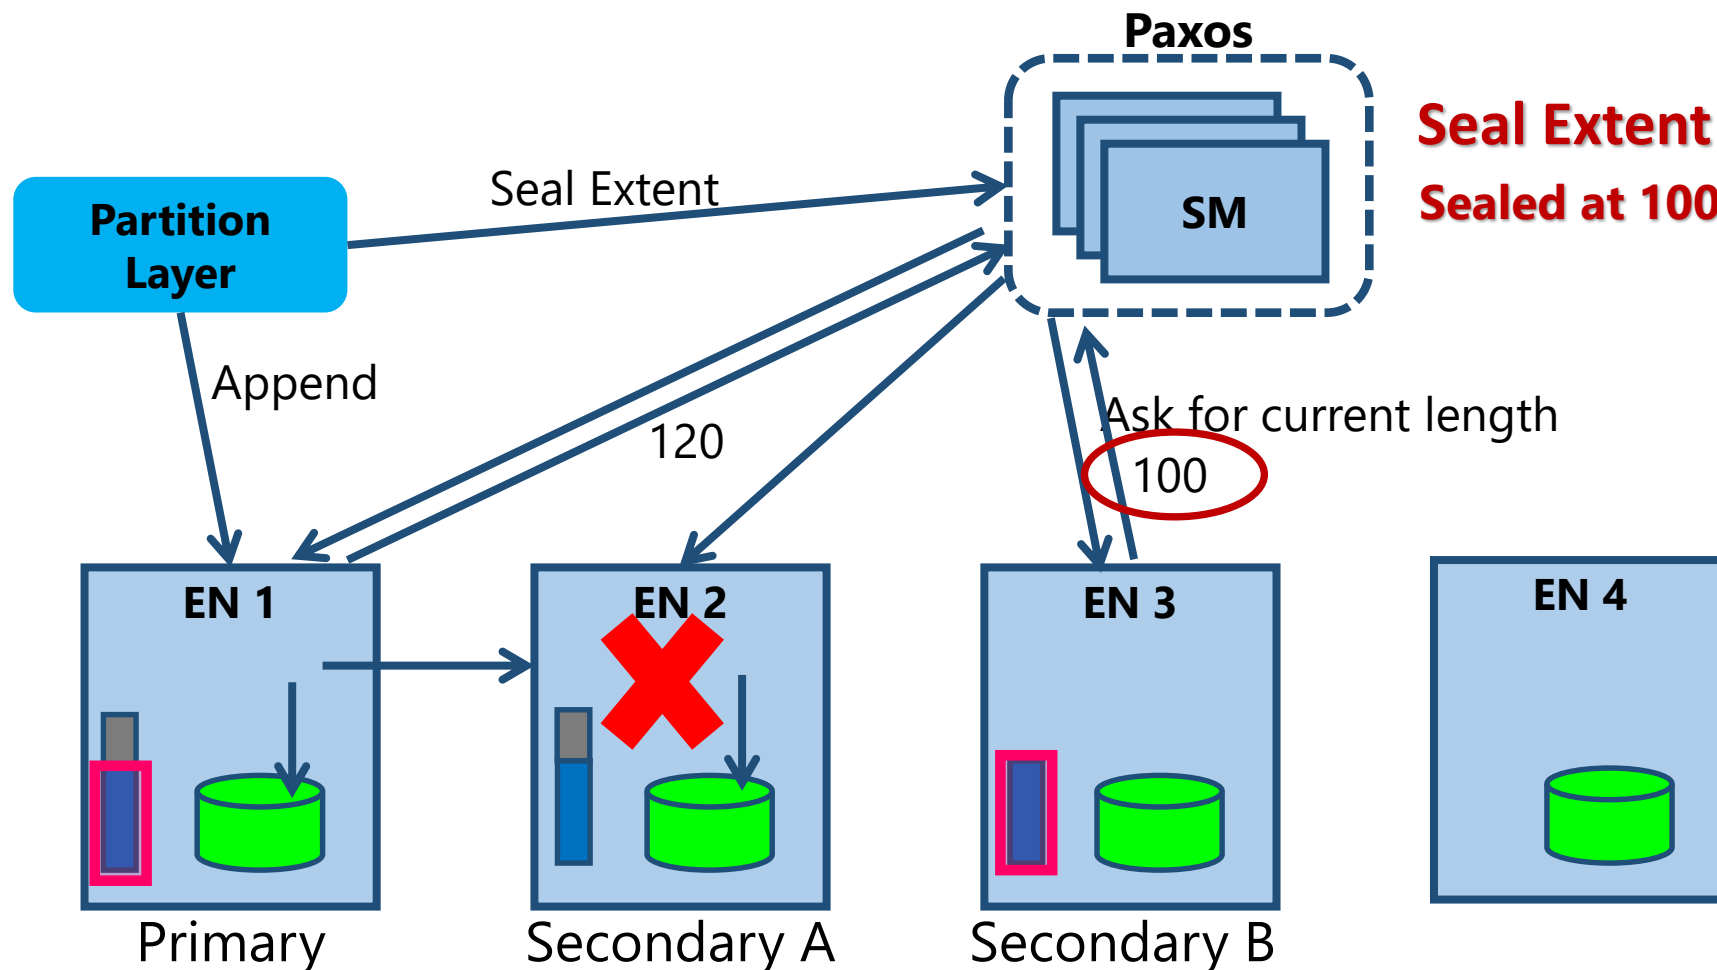 Paxos
Seal Extent
Sealed at 100
SM
Seal Extent
Partition
Layer
Append
120
Ask for current length
100
EN 1
EN 2
EN 3
EN 4
Primary
Secondary A
Secondary B